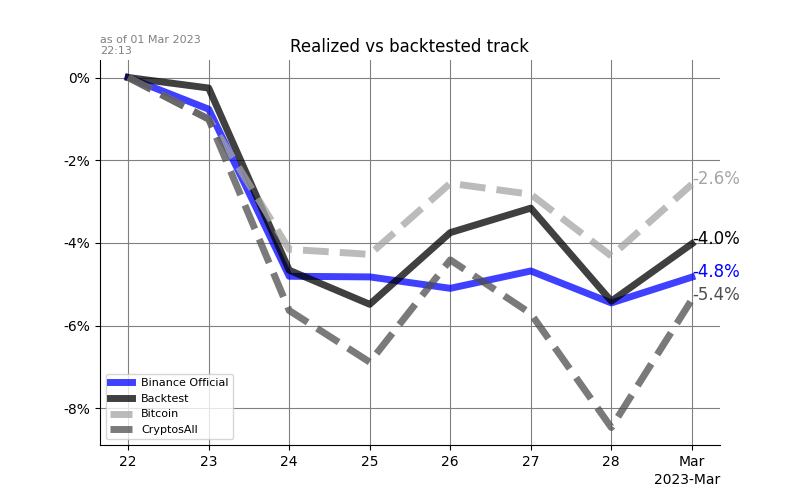 as of 01 Mar 2023
22:13
Realized vs backtested track
0%
-2%
-4%
-6%
-8%
-2.6%
-4.0%
-4.8%
-5.4%
Binance Official
Backtest
Bitcoin
CryptosAll
22 23 24 25 26 27 28 Mar
2023-Mar